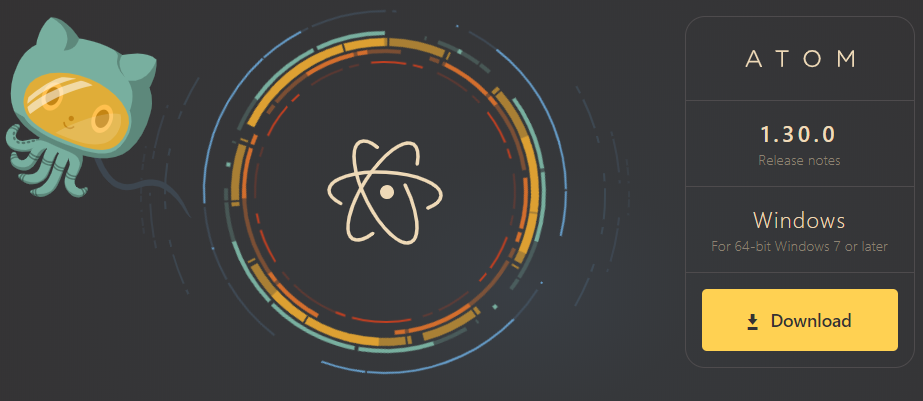 ATOM
1.30.0
Release notes
Windows
For 64-bit Windows 7 or later
Download